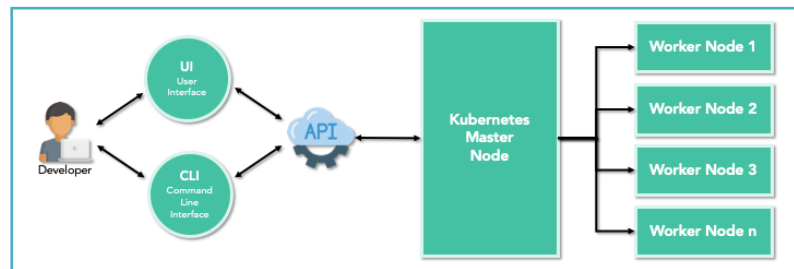 Developer
UI
User
Interface
CLI
Command
Line
Interface
API
Kubernetes
Master
Node
Worker Node 1
Worker Node 2
Worker Node 3
Worker Node n